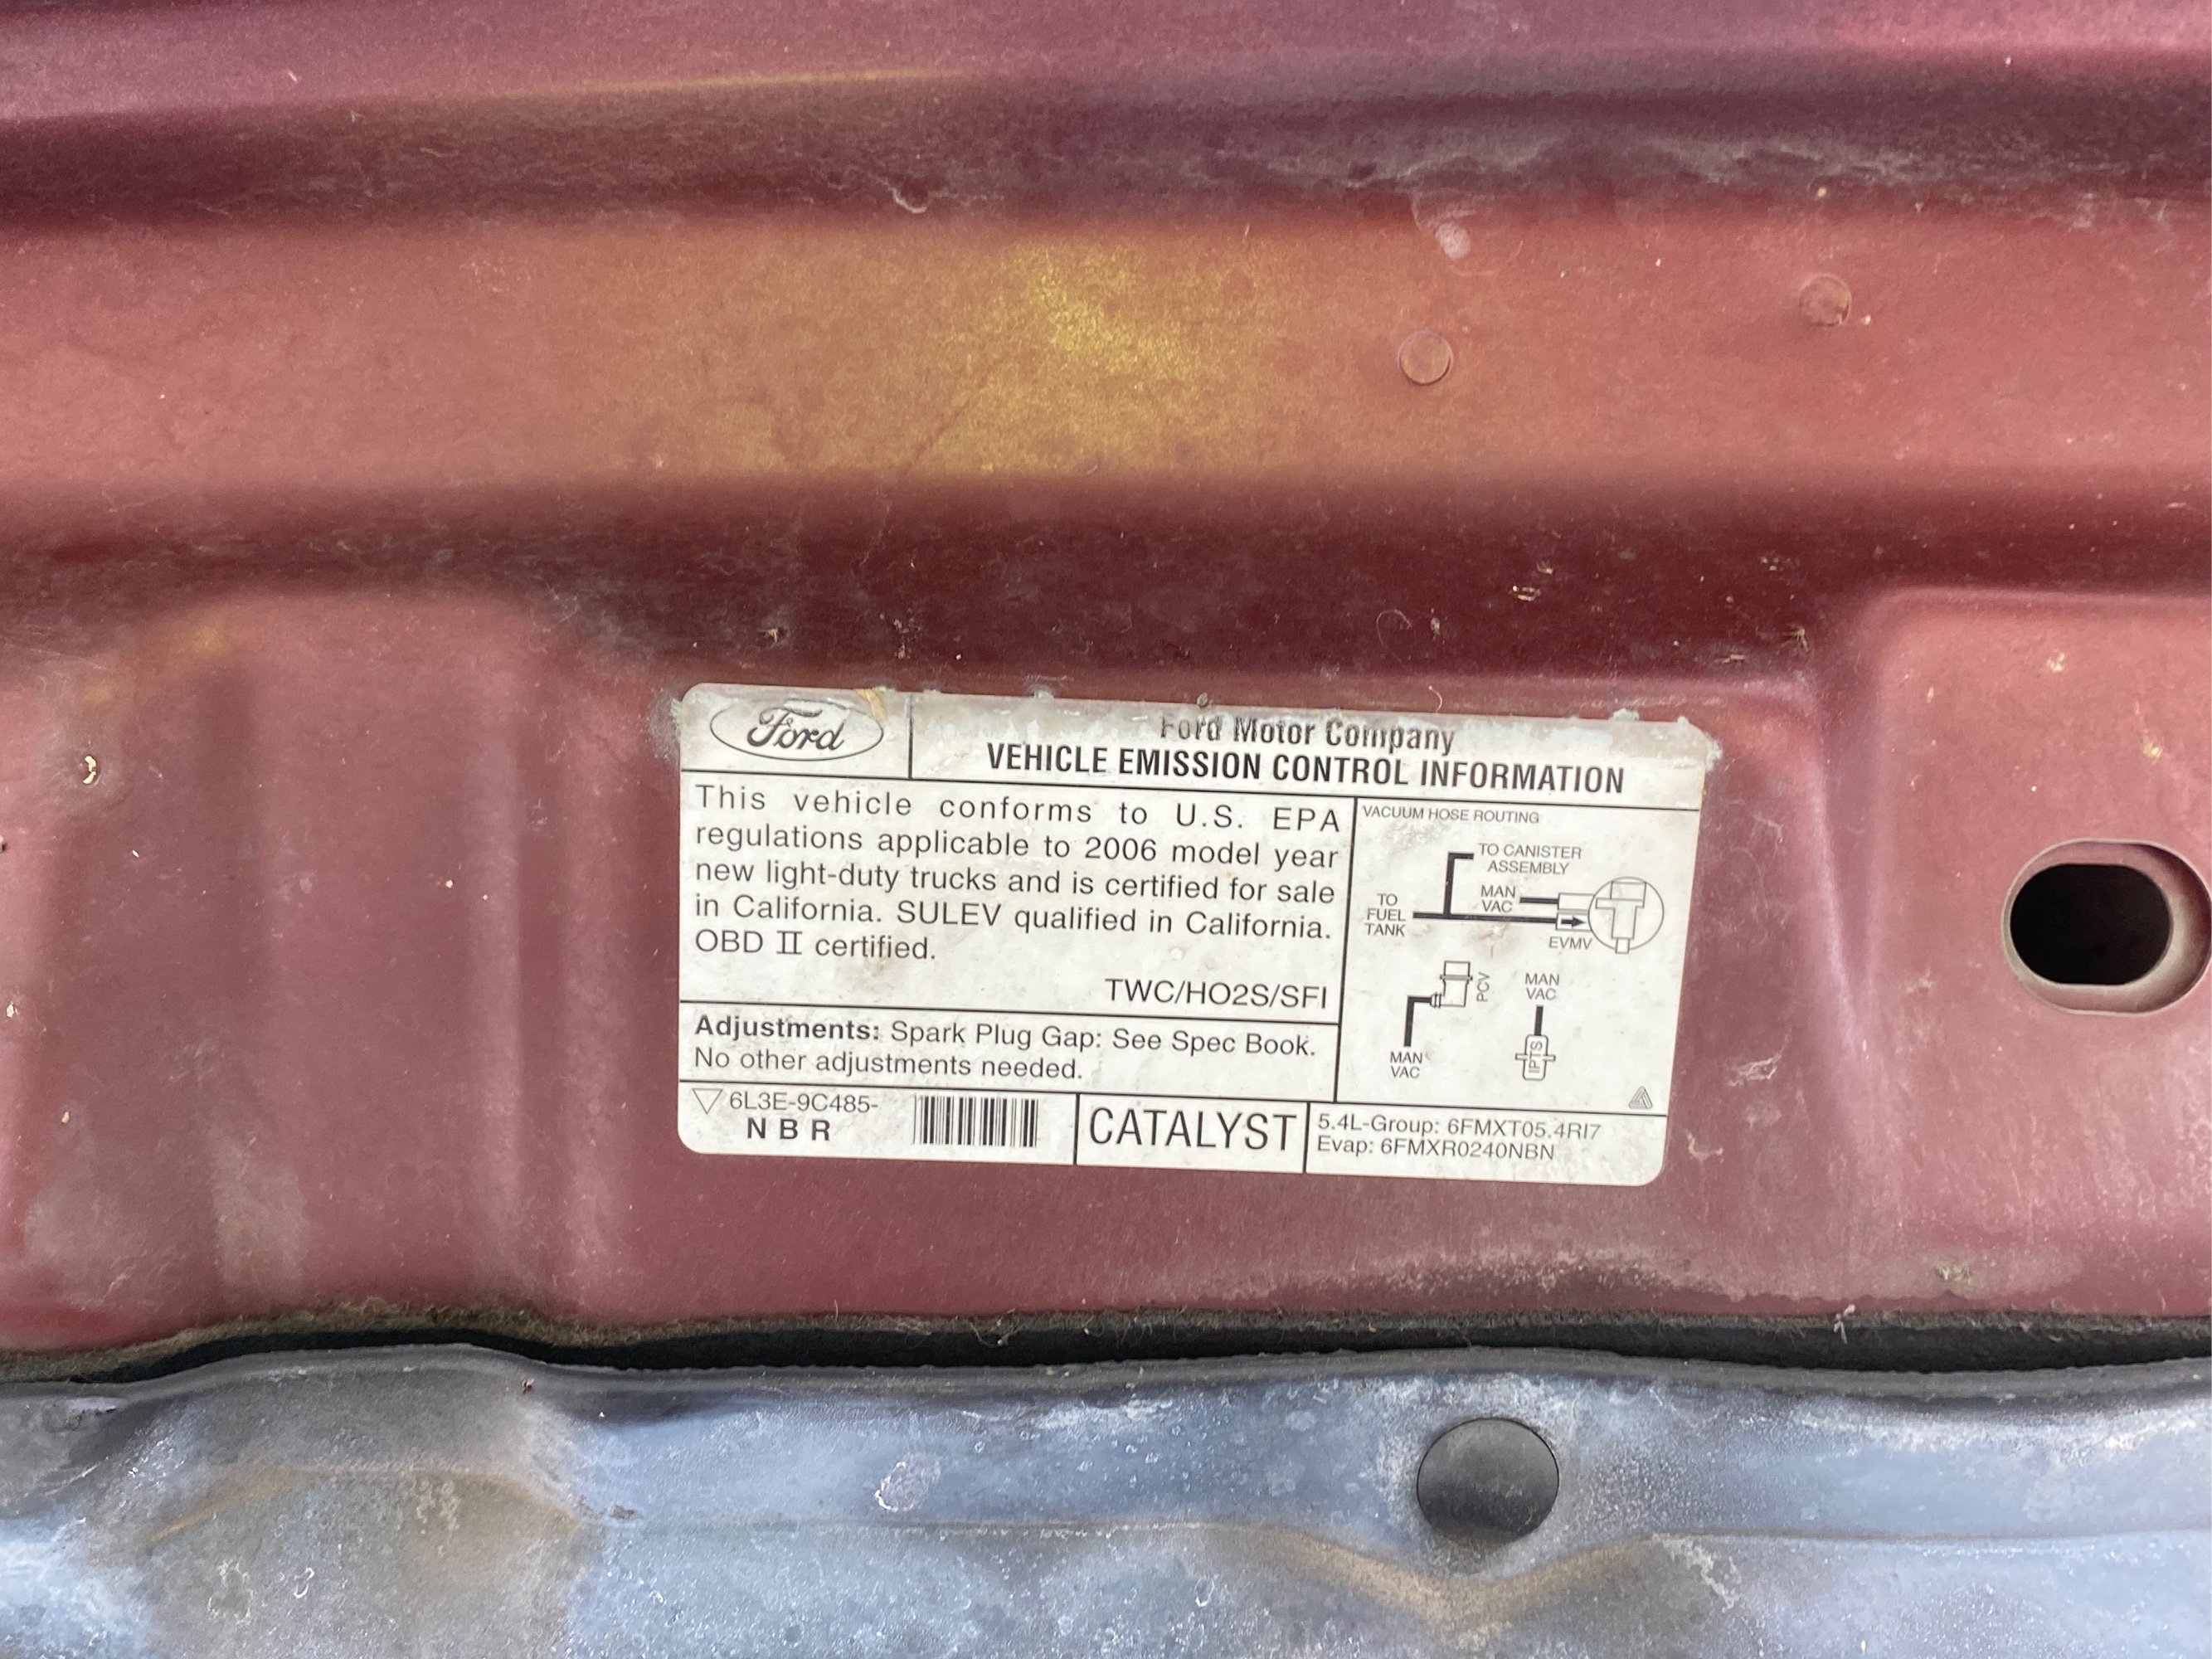 Ford
Ford Motor Company
VEHICLE EMISSION CONTROL INFORMATION
This vehicle conforms to U.S. EPA
regulations applicable to 2006 model year
new light-duty trucks and is certified for sale
in California. SULEV qualified in California.
OBD II certified.
TWC/HO2S/SFI
Adjustments: Spark Plug Gap: See Spec Book.
No other adjustments needed.
6L3E-9C485-
N B R
CATALYST
VACUUM HOSE ROUTING
TO CANISTER
ASSEMBLY
MAN
VAC
TO
FUEL
TANK
EVMV
PCV
MAN
VAC
MAN
VAC
IPTS
5.4L-Group: 6FMXT05.4RI7
Evap: 6FMXR0240NBN